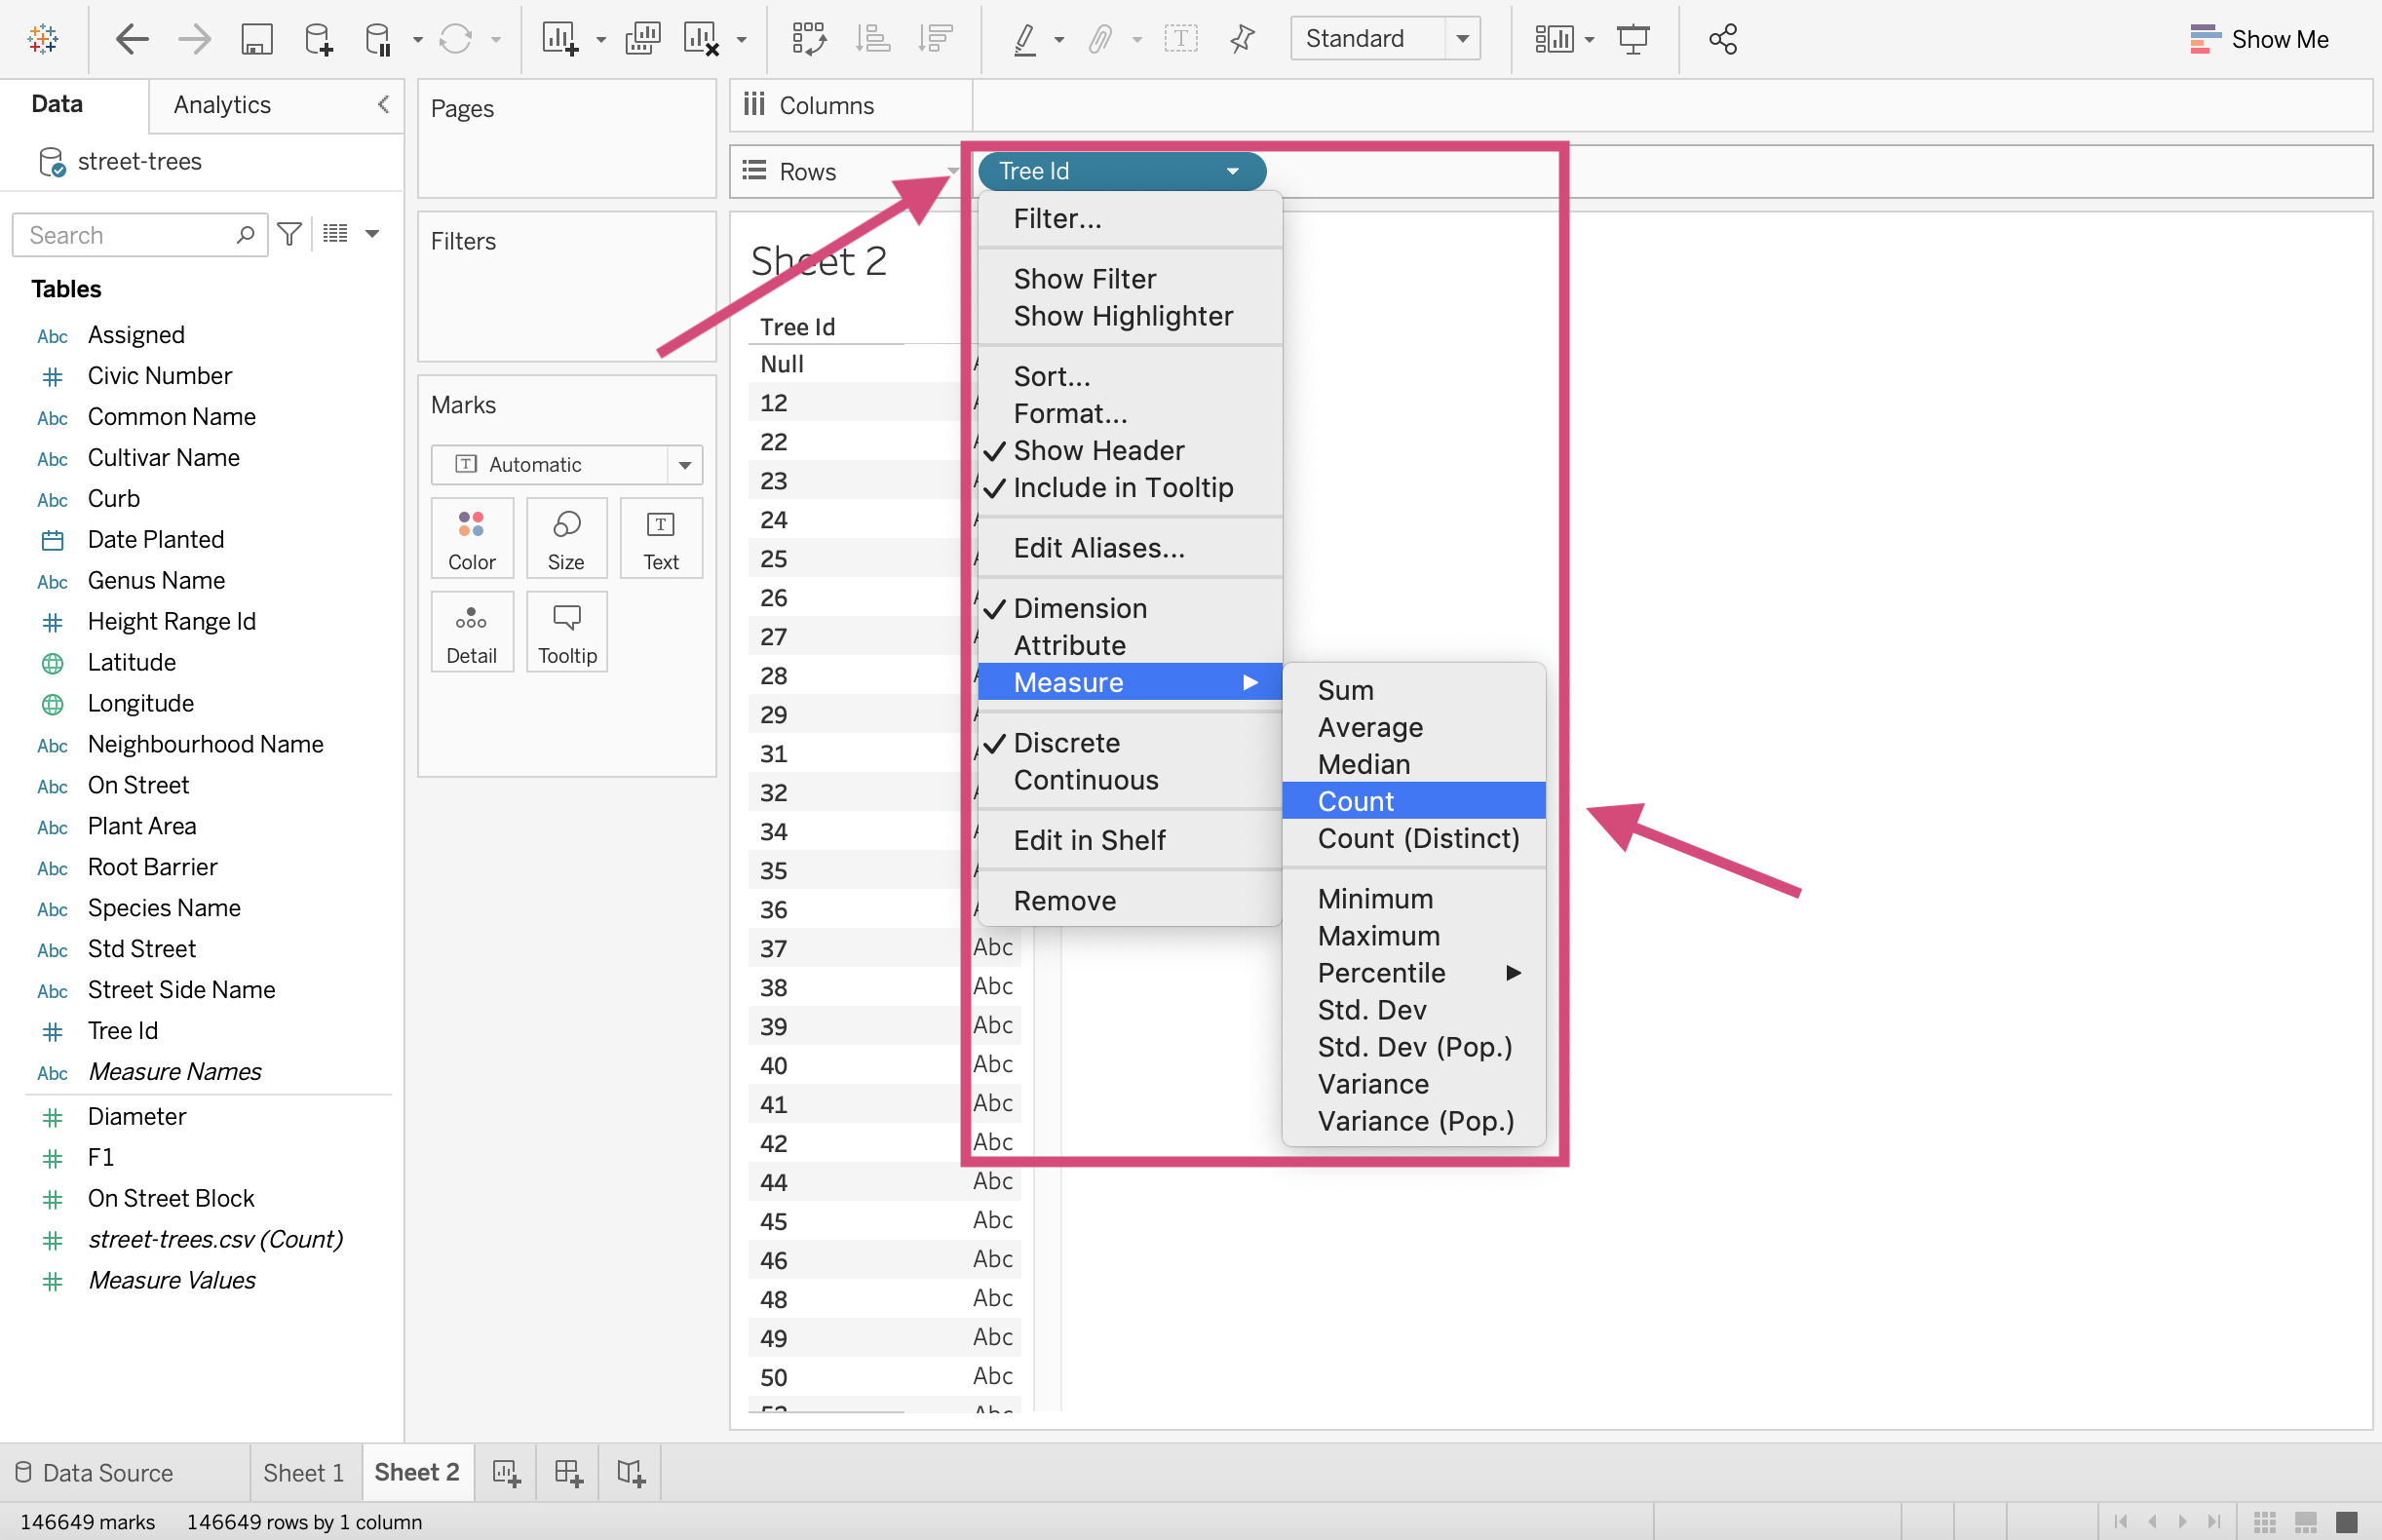 Standard
Show Me
Data
Analytics
street-trees
Search
Tables
Abc Assigned
Civic Number
Abc Common Name
Abc Cultivar Name
Abc Curb
Date Planted
Abc Genus Name
Height Range Id
Latitude
Longitude
Abc Neighbourhood Name
Abc On Street
Abc Plant Area
Abc Root Barrier
Abc Species Name
Abc Std Street
Abc Street Side Name
Tree Id
Abc Measure Names
Diameter
F1
On Street Block
street-trees.csv (Count)
Measure Values
Pages
Filters
Marks
T Automatic
Color
Size
Text
Detail
Tooltip
Columns
Rows
Tree Id
Sheet 2
Tree Id
Null
12
22
23
24
25
26
27
28
29
31
32
34
35
36
37 Abc
38 Abc
39 Abc
40 Abc
41 Abc
42 Abc
44 Abc
45 Abc
46 Abc
48 Abc
49 Abc
50 Abc
Filter...
Show Filter
Show Highlighter
Sort...
Format...
Show Header
Include in Tooltip
Edit Aliases...
Dimension
Attribute
Measure
Discrete
Continuous
Edit in Shelf
Remove
Sum
Average
Median
Count
Count (Distinct)
Minimum
Maximum
Percentile
Std. Dev
Std. Dev (Pop.)
Variance
Variance (Pop.)
Data Source
Sheet 1
Sheet 2
146649 marks
146649 rows by 1 column